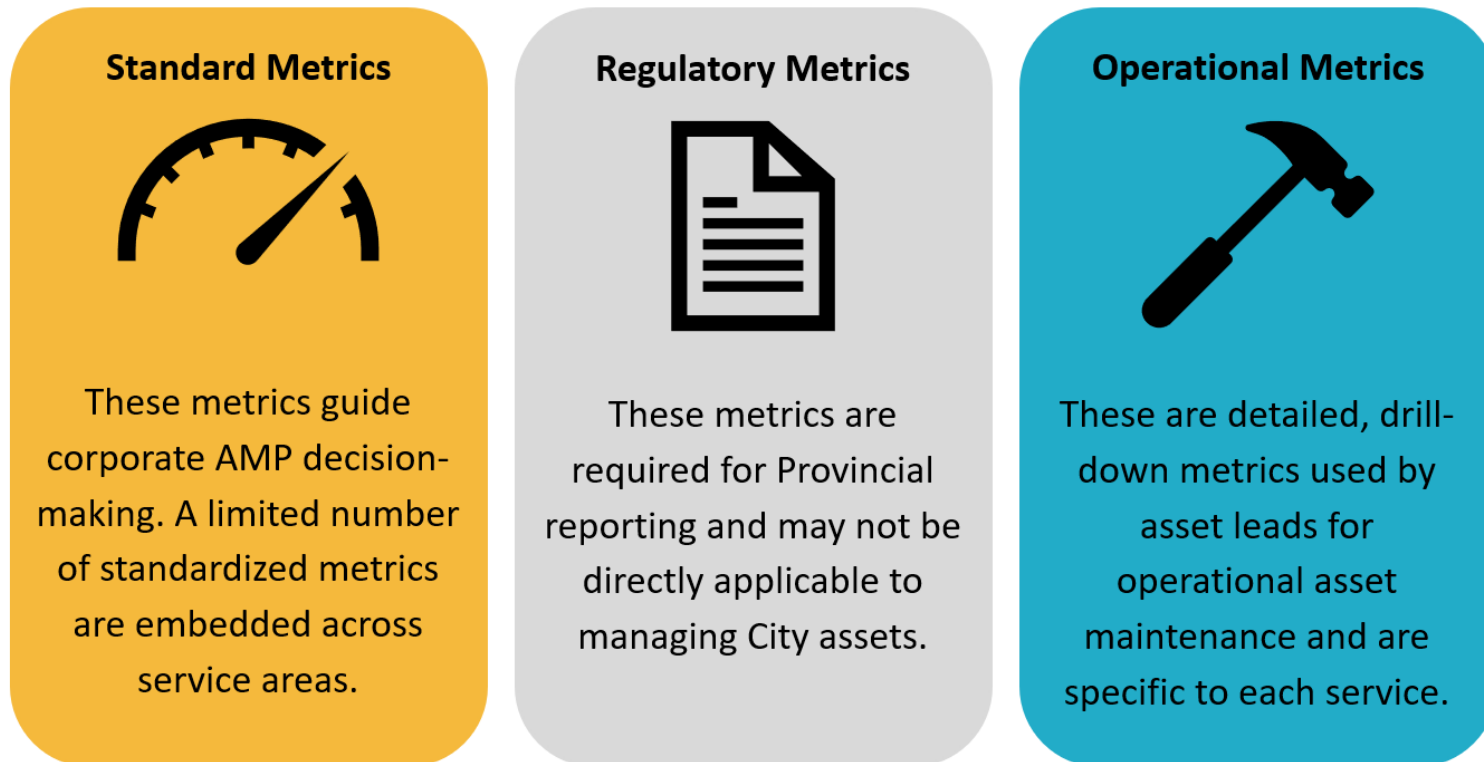 Standard Metrics
These metrics guide
corporate AMP decision-
making. A limited number
of standardized metrics
are embedded across
service areas.
Regulatory Metrics
These metrics are
required for Provincial
reporting and may not be
directly applicable to
managing City assets.
Operational Metrics
These are detailed, drill-
down metrics used by
asset leads for
operational asset
maintenance and are
specific to each service.